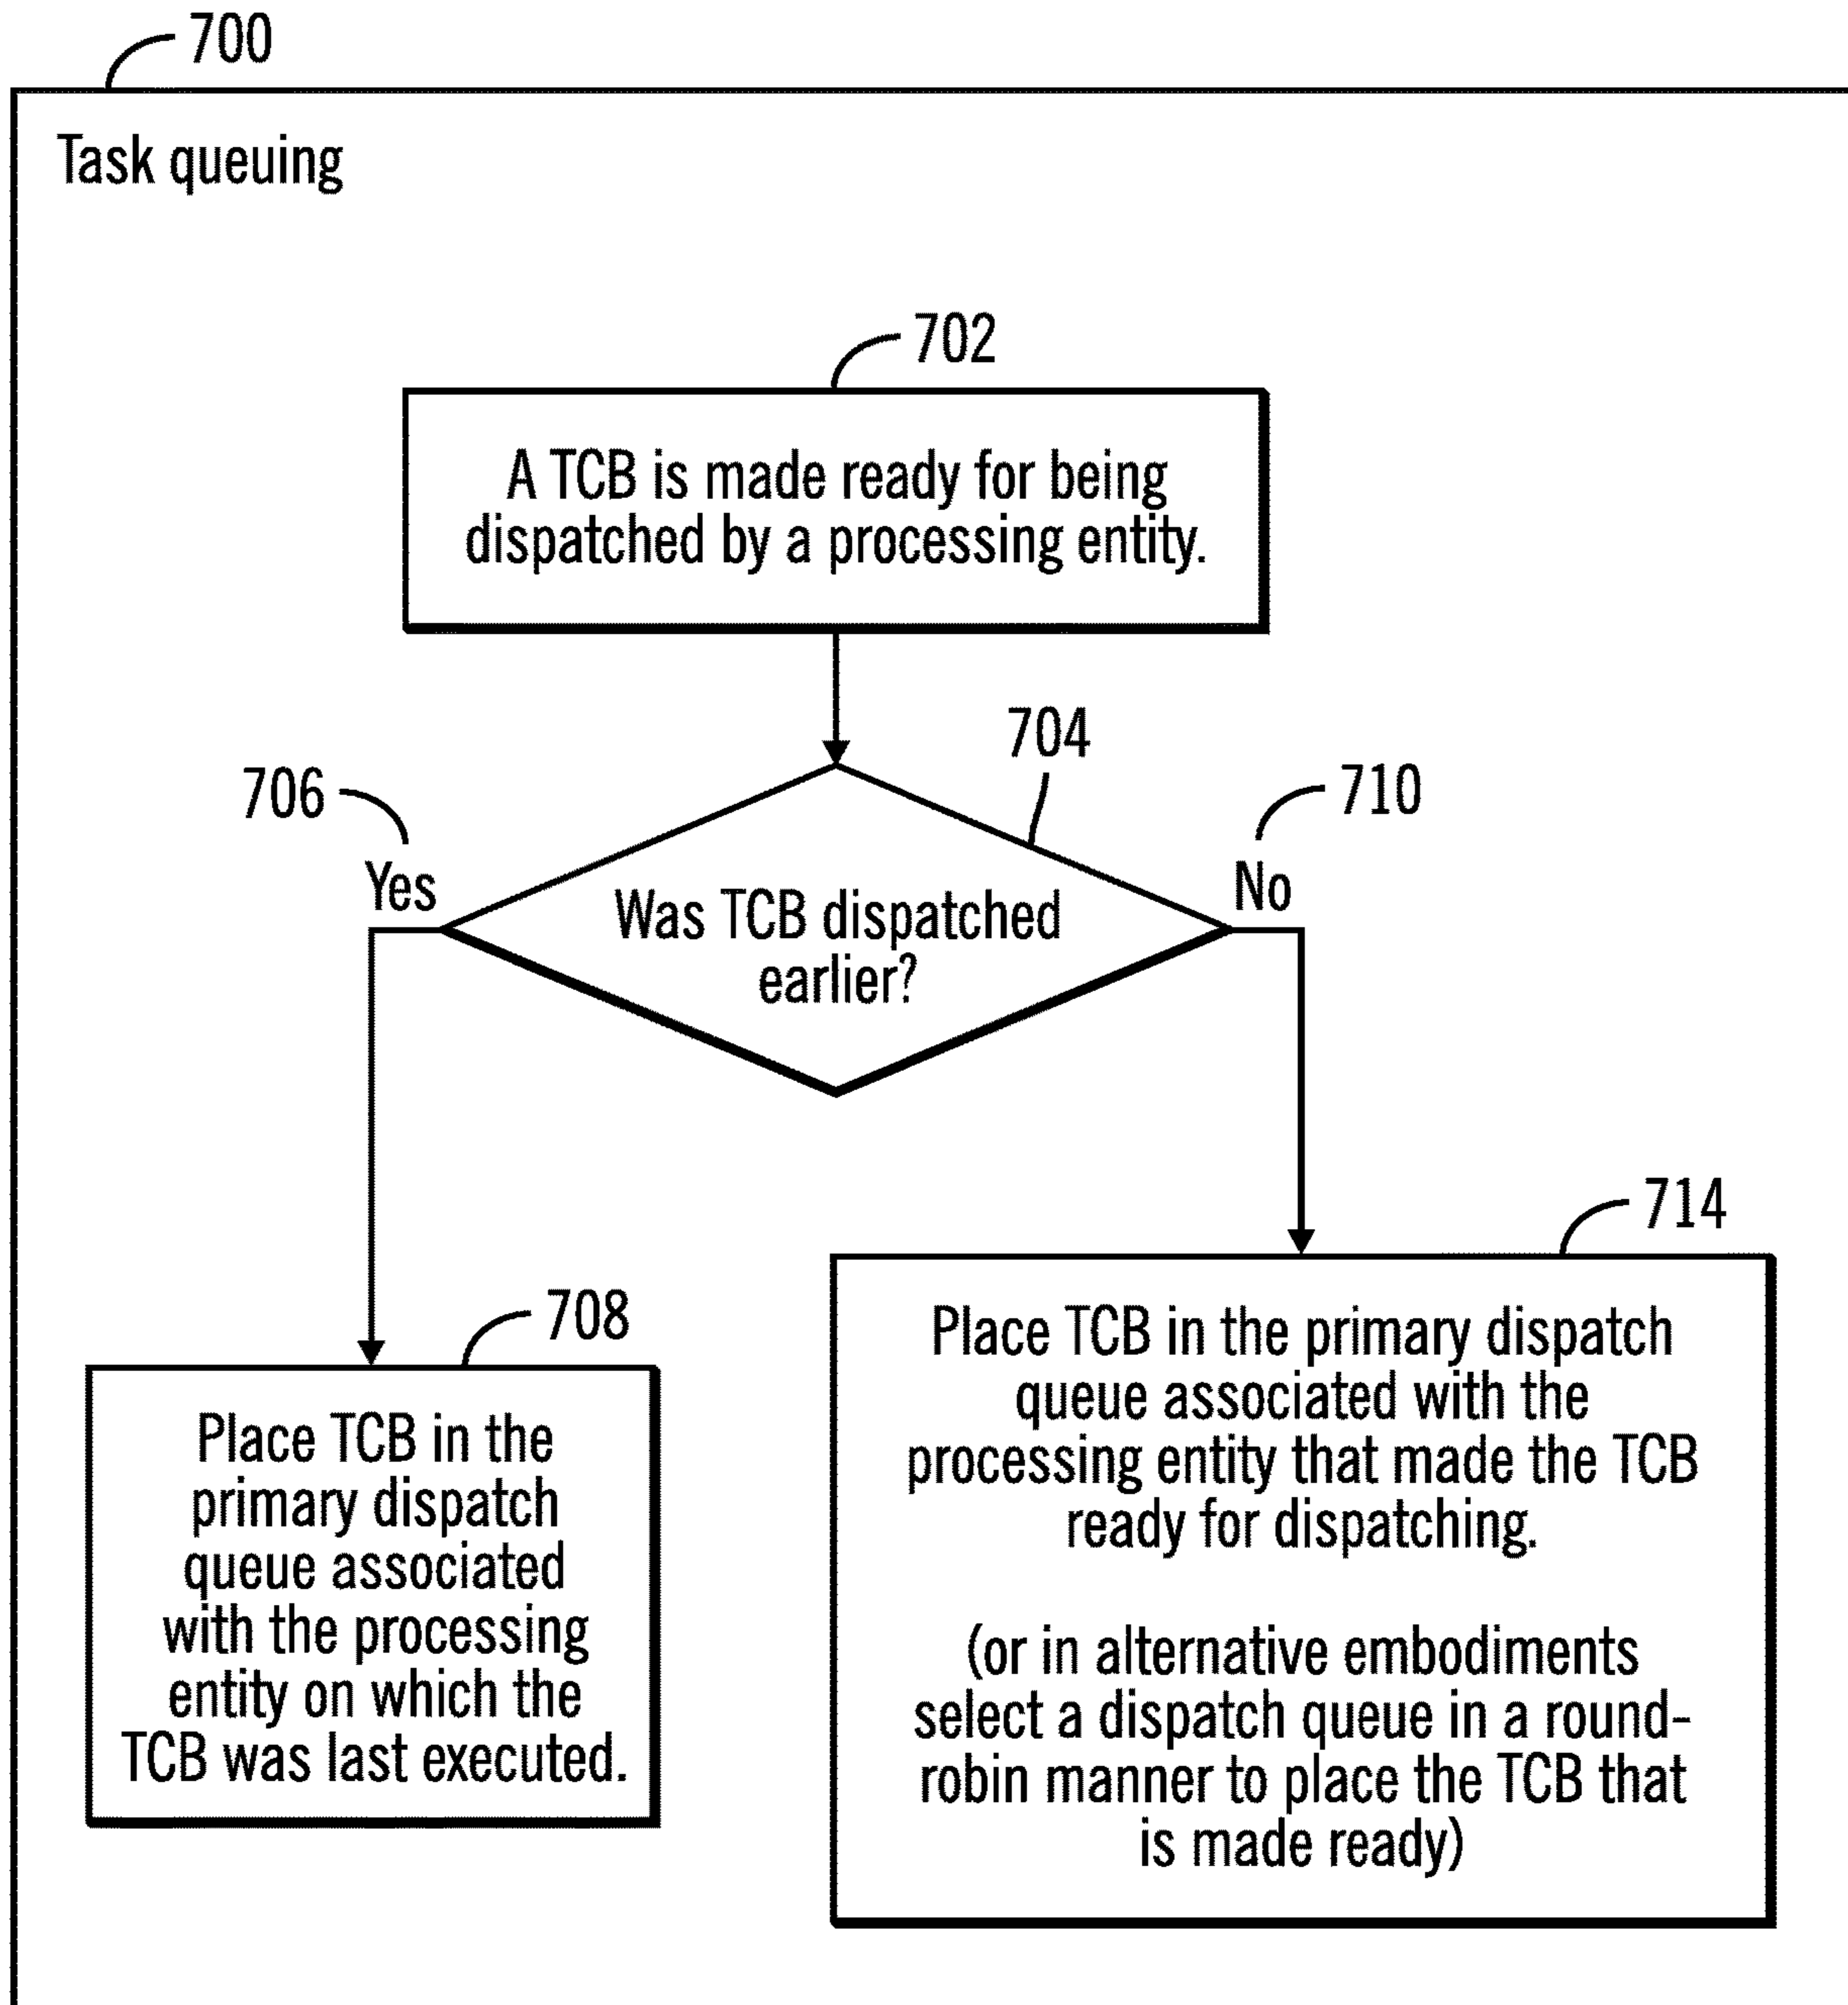 700
Task queuing
702
A TCB is made ready for being
dispatched by a processing entity.
704
706
710
Yes
No
Was TCB dispatched
earlier?
708
Place TCB in the
primary dispatch
queue associated
with the processing
entity on which the
TCB was last executed.
714
Place TCB in the primary dispatch
queue associated with the
processing entity that made the TCB
ready for dispatching.
(or in alternative embodiments
select a dispatch queue in a round-
robin manner to place the TCB that
is made ready)